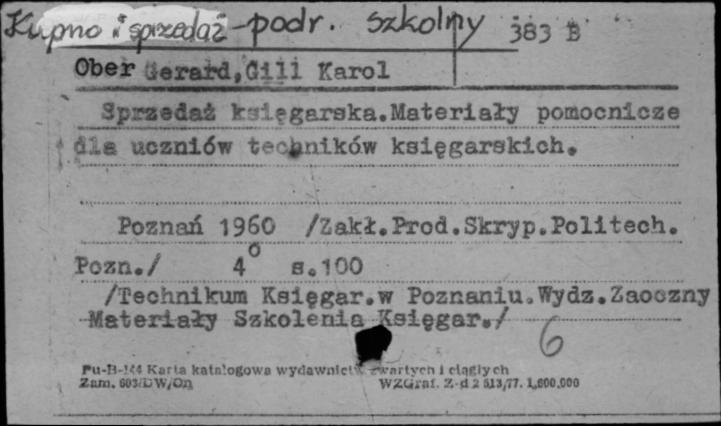 Kupno i sprzedaż - podr. szkolny 383 B
Ober Gerard, Gili Karol
Sprzedaż księgarska. Materiały pomocnicze
dla uczniów techników księgarskich.
Poznań 1960 /Zakł.Prod.Skryp.Politech.
Pozn./ 4° s.100
/Technikum Księgar.w Poznaniu.Wydz.Zaoczny
Materiały Szkolenia Księgar./ 6
Pu-B-144 Karta katalogowa wydawnictw zwartych i ciągłych
Zam. 603/DW/On WZGraf. Z-d 2 513/77. 1,800.000